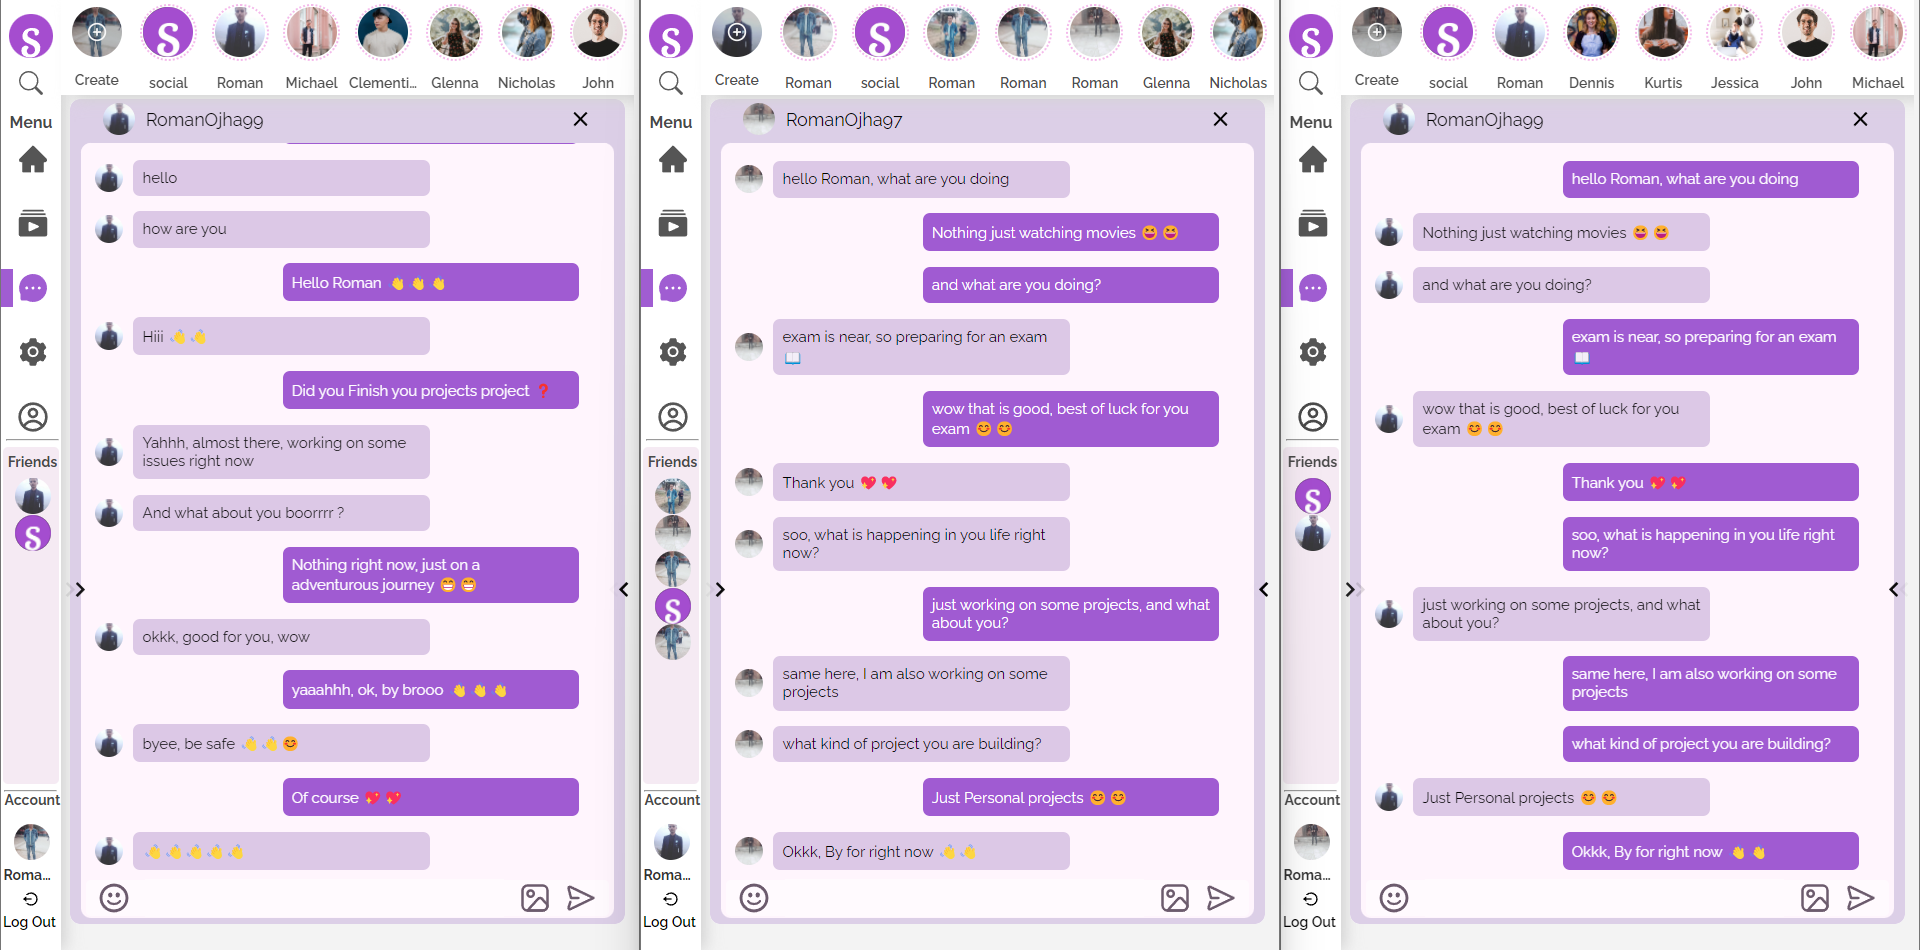 S
Create
S
social
Roman
Michael
Clementi...
Glenna
Nicholas
John
Menu
RomanOjha99
hello
how are you
Hello Roman 👏 👏 👏
Hiii 👋 👋
Did you Finish you projects project ❓
Yahhh, almost there, working on some
issues right now
And what about you boorrrr ?
Nothing right now, just on a
adventurous journey 😁 😁
okkk, good for you, wow
yaaahhh, ok, by brooo 👏 👏 👏
byee, be safe 👋 👋 😊
Of course 💖 💖
👋 👋 👋 👋 👋
Friends
S
Account
Roma...
Log Out
S
Create
Roman
S
social
Roman
Roman
Roman
Glenna
Nicholas
Menu
RomanOjha97
hello Roman, what are you doing
Nothing just watching movies 😆 😆
and what are you doing?
exam is near, so preparing for an exam
📖
wow that is good, best of luck for you
exam 😊 😊
Thank you 💖 💖
soo, what is happening in you life right
now?
just working on some projects, and what
about you?
same here, I am also working on some
projects
what kind of project you are building?
Just Personal projects 😊 😊
Okkk, By for right now 👋 👋
Friends
S
Account
Roma...
Log Out
S
Create
S
social
Roman
Dennis
Kurtis
Jessica
John
Michael
Menu
RomanOjha99
hello Roman, what are you doing
Nothing just watching movies 😆 😆
and what are you doing?
exam is near, so preparing for an exam
📖
wow that is good, best of luck for you
exam 😊 😊
Thank you 💖 💖
soo, what is happening in you life right
now?
just working on some projects, and what
about you?
same here, I am also working on some
projects
what kind of project you are building?
Just Personal projects 😊 😊
Okkk, By for right now 👏 👏
Friends
S
Account
Roma...
Log Out